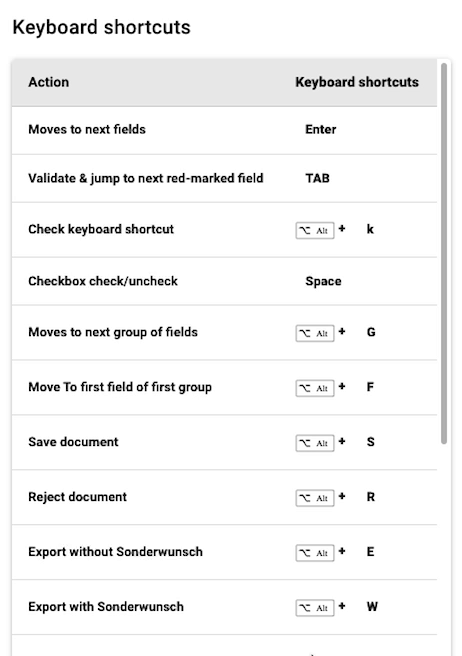 Keyboard shortcuts
Action Keyboard shortcuts
Moves to next fields Enter
Validate & jump to next red-marked field TAB
Check keyboard shortcut ⌥ Alt + k
Checkbox check/uncheck Space
Moves to next group of fields ⌥ Alt + G
Move To first field of first group ⌥ Alt + F
Save document ⌥ Alt + S
Reject document ⌥ Alt + R
Export without Sonderwunsch ⌥ Alt + E
Export with Sonderwunsch ⌥ Alt + W